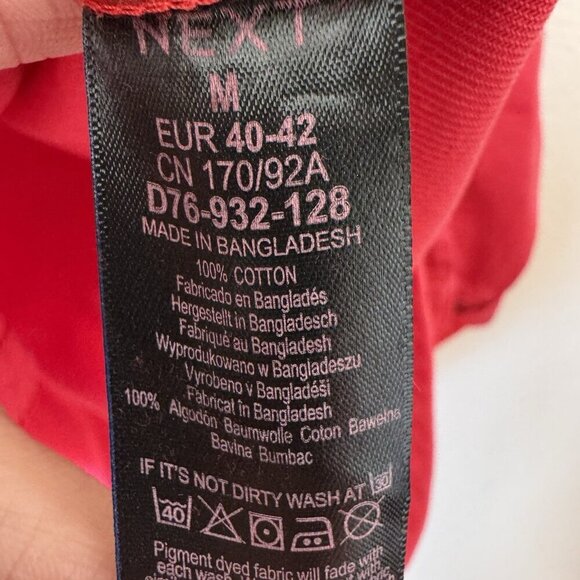 NEXT
M
EUR 40-42
CN 170/92A
D76-932-128
MADE IN BANGLADESH
100% COTTON
Fabricado en Bangladés
Hergestellt in Bangladesch
Fabriqué au Bangladesh
Wyprodukowano w Bangladeszu
Vyrobeno v Bangladéši
Fabricat în Bangladesh
100% Algodón Baumwolle Coton Bawełna
Bavlna Bumbac
IF IT'S NOT DIRTY WASH AT 30
40
Pigment dyed fabric will fade with
each wash